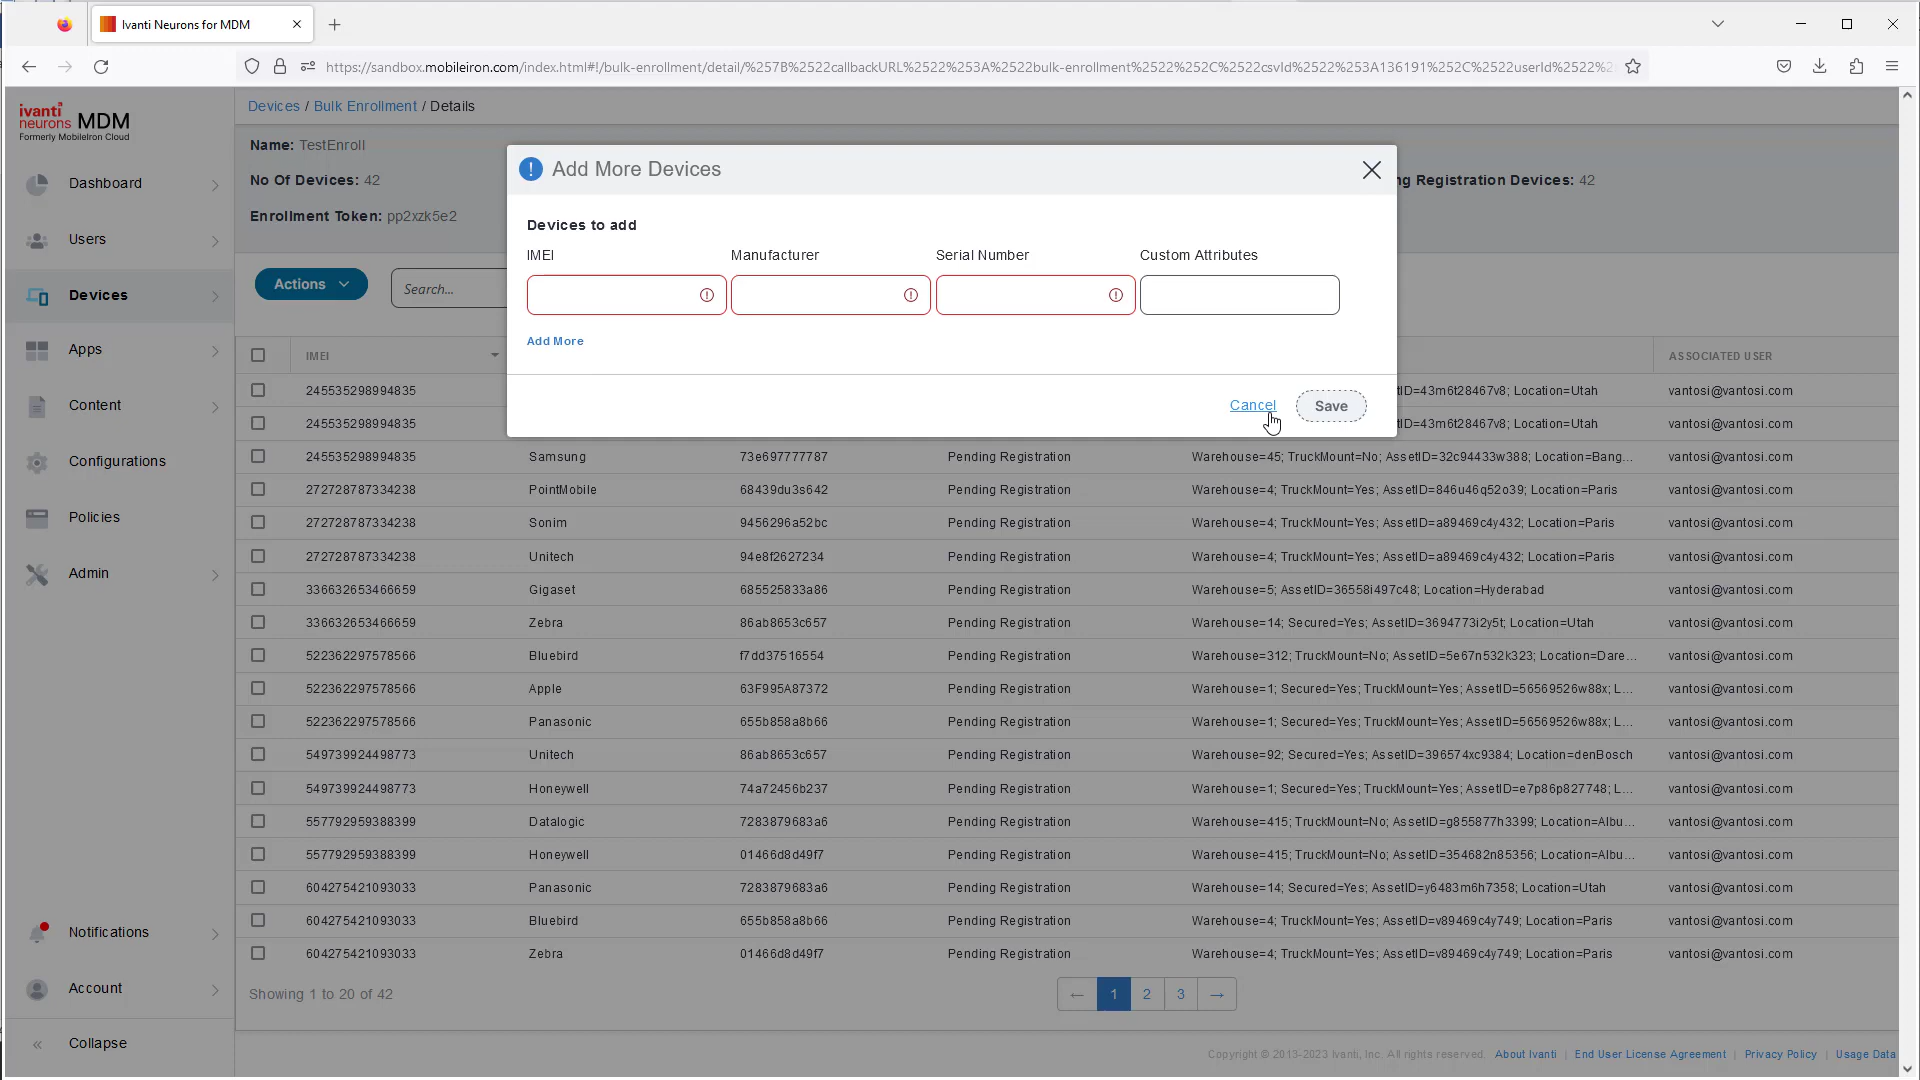 Ivanti Neurons for MDM
https://sandbox.mobileiron.com/index.html#!/bulk-enrollment/detail/%257B%2522callbackURL%2522%253A%2522bulk-enrollment%2522%252C%2522csvId%2522%253A136191%252C%2522userId%2522%
ivanti
neurons MDM
Formerly MobileIron Cloud
Dashboard
Users
Devices
Apps
Content
Configurations
Policies
Admin
Notifications
Account
Collapse
Devices / Bulk Enrollment / Details
Name: TestEnroll
No Of Devices: 42
ng Registration Devices: 42
Enrollment Token: pp2xzk5e2
Actions
Search...
Add More Devices
Devices to add
IMEI Manufacturer Serial Number Custom Attributes
Add More
Cancel Save
IMEI ASSOCIATED USER
245535298994835 tID=43m6t28467v8; Location=Utah vantosi@vantosi.com
245535298994835 tID=43m6t28467v8; Location=Utah vantosi@vantosi.com
245535298994835 Samsung 73e697777787 Pending Registration Warehouse=45; TruckMount=No; AssetID=32c94433w388; Location=Bang... vantosi@vantosi.com
272728787334238 PointMobile 68439du3s642 Pending Registration Warehouse=4; TruckMount=Yes; AssetID=846u46q52o39; Location=Paris vantosi@vantosi.com
272728787334238 Sonim 9456296a52bc Pending Registration Warehouse=4; TruckMount=Yes; AssetID=a89469c4y432; Location=Paris vantosi@vantosi.com
272728787334238 Unitech 94e8f2627234 Pending Registration Warehouse=4; TruckMount=Yes; AssetID=a89469c4y432; Location=Paris vantosi@vantosi.com
336632653466659 Gigaset 685525833a86 Pending Registration Warehouse=5; AssetID=36558i497c48; Location=Hyderabad vantosi@vantosi.com
336632653466659 Zebra 86ab8653c657 Pending Registration Warehouse=14; Secured=Yes; AssetID=3694773i2y5t; Location=Utah vantosi@vantosi.com
522362297578566 Bluebird f7dd37516554 Pending Registration Warehouse=312; TruckMount=No; AssetID=5e67n532k323; Location=Dare... vantosi@vantosi.com
522362297578566 Apple 63F995A87372 Pending Registration Warehouse=1; Secured=Yes; TruckMount=Yes; AssetID=56569526w88x; L... vantosi@vantosi.com
522362297578566 Panasonic 655b858a8b66 Pending Registration Warehouse=1; Secured=Yes; TruckMount=Yes; AssetID=56569526w88x; L... vantosi@vantosi.com
549739924498773 Unitech 86ab8653c657 Pending Registration Warehouse=92; Secured=Yes; AssetID=396574xc9384; Location=denBosch vantosi@vantosi.com
549739924498773 Honeywell 74a72456b237 Pending Registration Warehouse=1; Secured=Yes; TruckMount=Yes; AssetID=e7p86p827748; L... vantosi@vantosi.com
557792959388399 Datalogic 7283879683a6 Pending Registration Warehouse=415; TruckMount=No; AssetID=g855877h3399; Location=Albu... vantosi@vantosi.com
557792959388399 Honeywell 01466d8d49f7 Pending Registration Warehouse=415; TruckMount=No; AssetID=354682n85356; Location=Albu... vantosi@vantosi.com
604275421093033 Panasonic 7283879683a6 Pending Registration Warehouse=14; Secured=Yes; AssetID=y6483m6h7358; Location=Utah vantosi@vantosi.com
604275421093033 Bluebird 655b858a8b66 Pending Registration Warehouse=4; TruckMount=Yes; AssetID=v89469c4y749; Location=Paris vantosi@vantosi.com
604275421093033 Zebra 01466d8d49f7 Pending Registration Warehouse=4; TruckMount=Yes; AssetID=v89469c4y749; Location=Paris vantosi@vantosi.com
Showing 1 to 20 of 42 ← 1 2 3 →
Copyright © 2013-2023 Ivanti, Inc. All rights reserved. About Ivanti | End User License Agreement | Privacy Policy | Usage Data